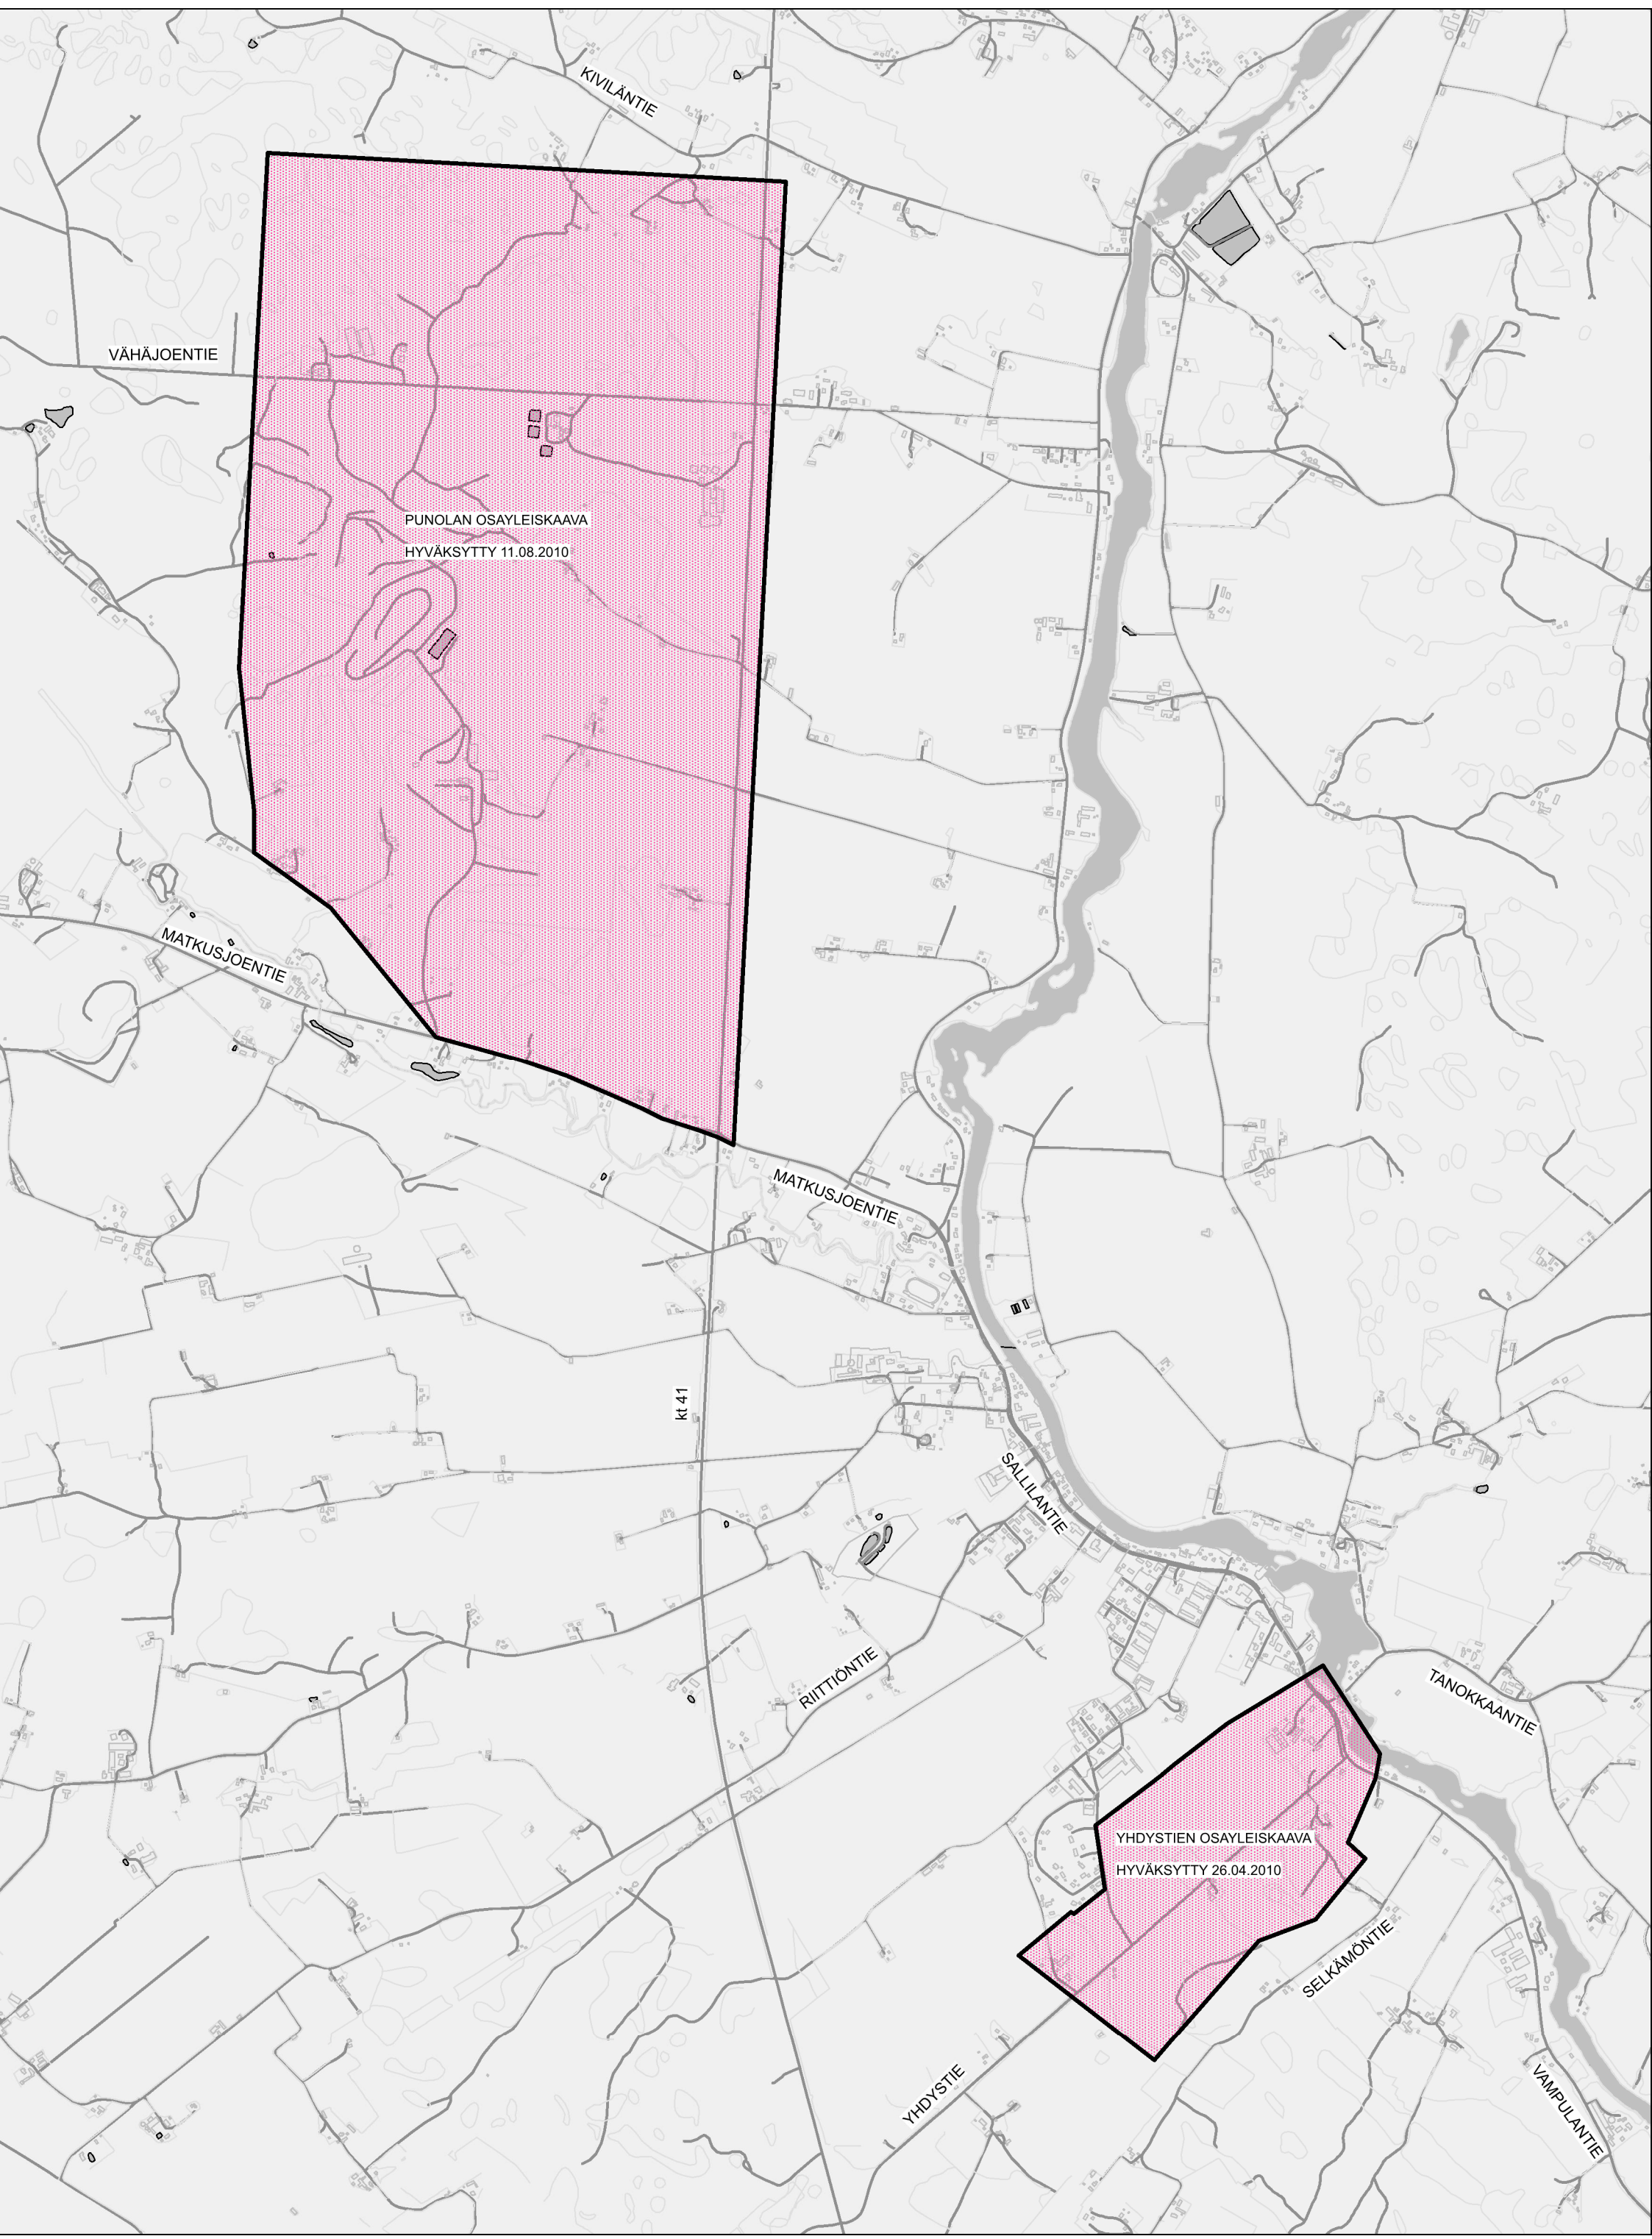 KIVILÄNTIE
VÄHÄJOENTIE
PUNOLAN OSAYLEISKAAVA
HYVÄKSYTTY 11.08.2010
MATKUSJOENTIE
MATKUSJOENTIE
kt 41
SALLILANTIE
RIITTIÖNTIE
TANOKKAANTIE
YHDYSTIEN OSAYLEISKAAVA
HYVÄKSYTTY 26.04.2010
SELKÄMÖNTIE
YHDYSTIE
VAMPULANTIE